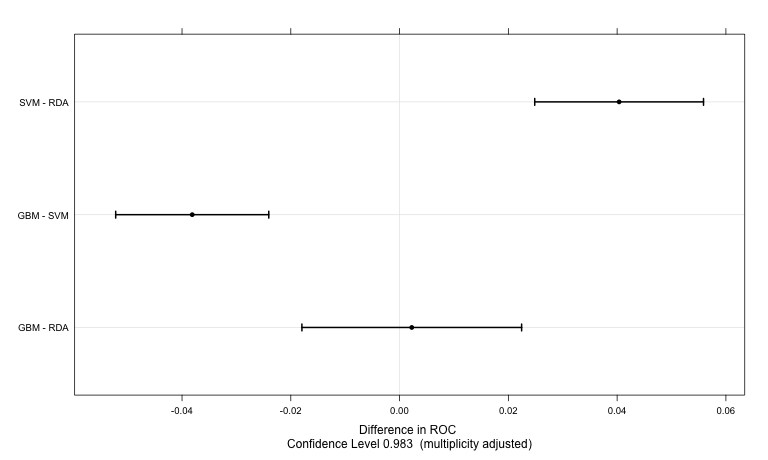 SVM - RDA
GBM - SVM
GBM - RDA
-0.04 -0.02 0.00 0.02 0.04 0.06
Difference in ROC
Confidence Level 0.983 (multiplicity adjusted)